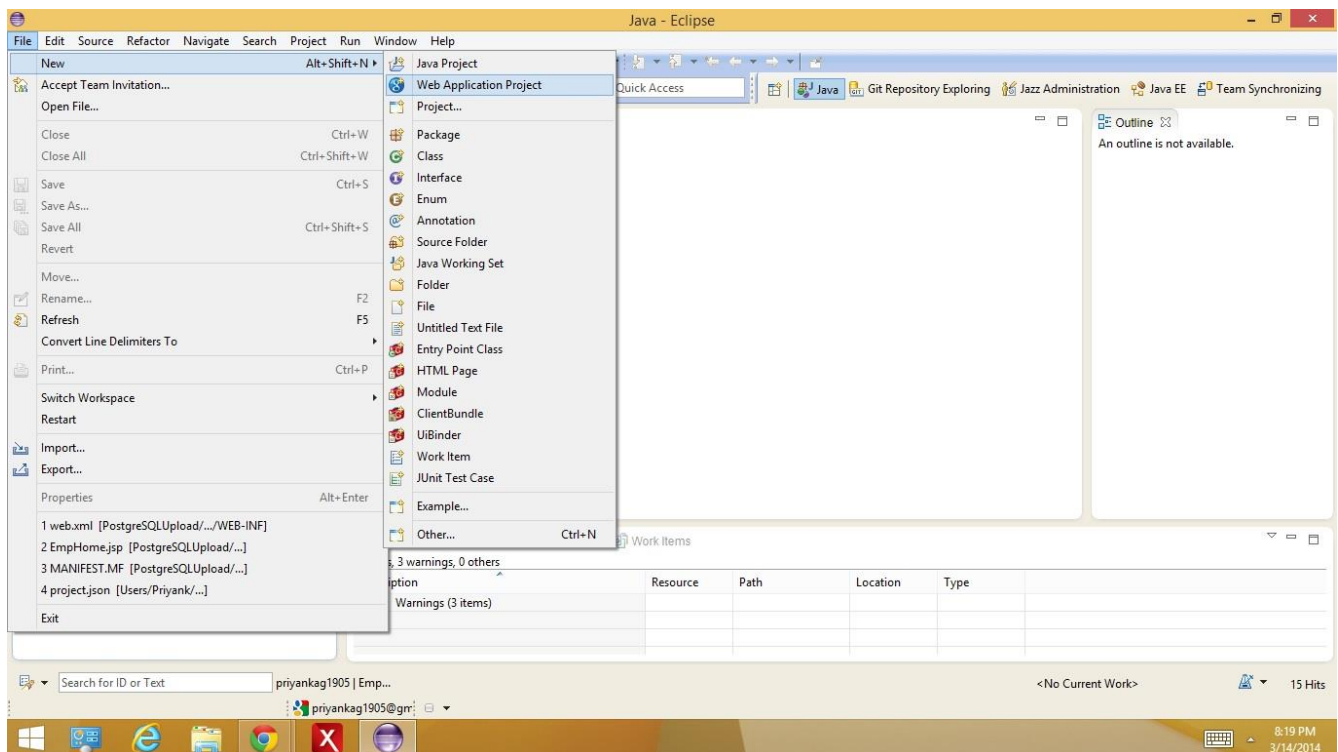 Java - Eclipse
File Edit Source Refactor Navigate Search Project Run Window Help
New Alt+Shift+N
Accept Team Invitation...
Open File...
Close Ctrl+W
Close All Ctrl+Shift+W
Save Ctrl+S
Save As...
Save All Ctrl+Shift+S
Revert
Move...
Rename... F2
Refresh F5
Convert Line Delimiters To
Print... Ctrl+P
Switch Workspace
Restart
Import...
Export...
Properties Alt+Enter
1 web.xml [PostgreSQLUpload/.../WEB-INF]
2 EmpHome.jsp [PostgreSQLUpload/...]
3 MANIFEST.MF [PostgreSQLUpload/...]
4 project.json [Users/Priyank/...]
Exit
Java Project
Web Application Project
Project...
Package
Class
Interface
Enum
Annotation
Source Folder
Java Working Set
Folder
File
Untitled Text File
Entry Point Class
HTML Page
Module
ClientBundle
UiBinder
Work Item
JUnit Test Case
Example...
Other... Ctrl+N
Quick Access
Java Git Repository Exploring Jazz Administration Java EE Team Synchronizing
Outline
An outline is not available.
Work Items
, 3 warnings, 0 others
ption Resource Path Location Type
Warnings (3 items)
Search for ID or Text priyankag1905 | Emp... <No Current Work> 15 Hits
priyankag1905@gm
8:19 PM
3/14/2014